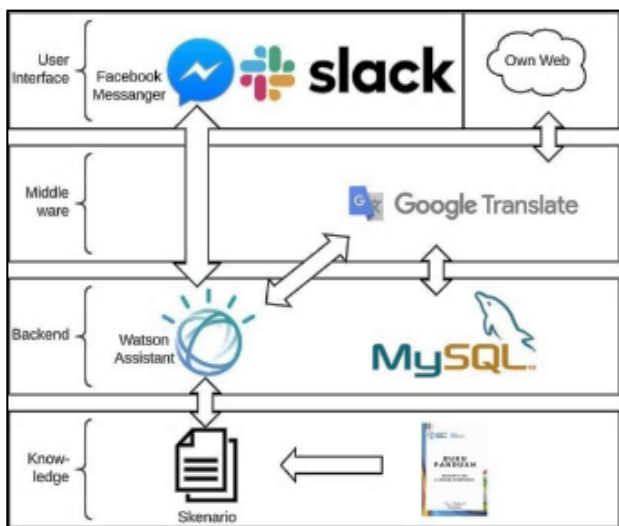 User
Interface
Facebook
Messanger
slack
Own Web
Middle
ware
Google Translate
Backend
Watson
Assistant
MySQL
Know-
ledge
Skenario
BUKU
PANDUAN